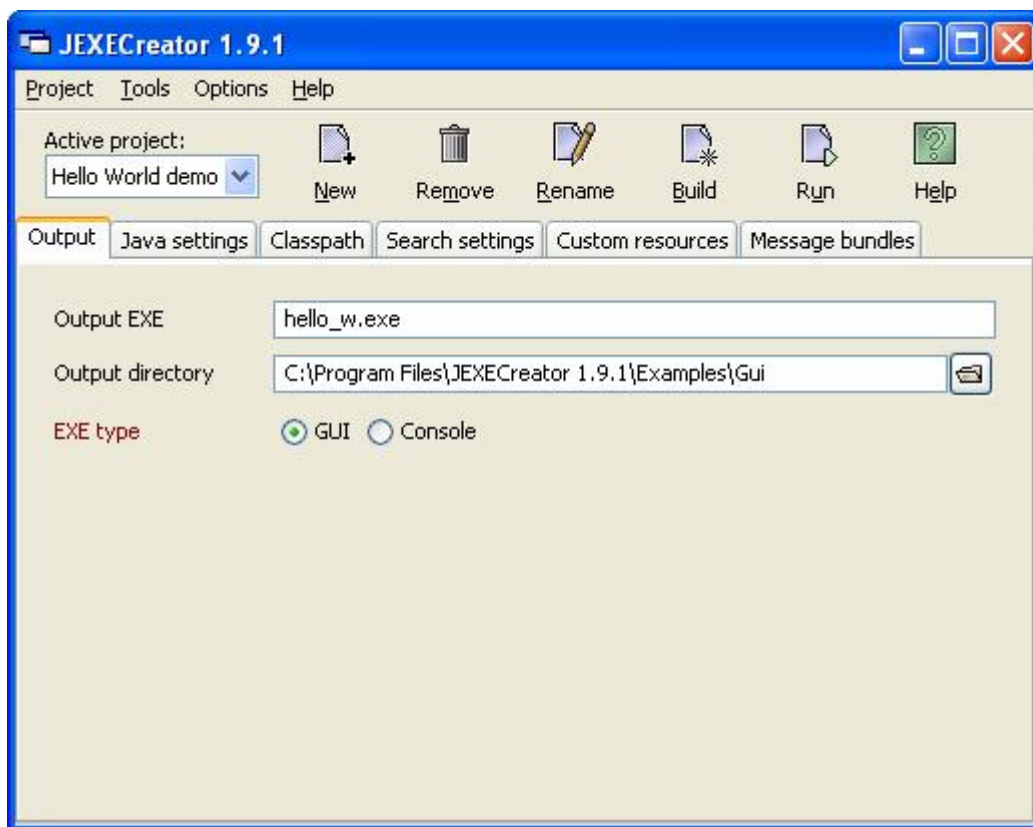 JEXECreator 1.9.1
Project Tools Options Help
Active project:
Hello World demo
New Remove Rename Build Run Help
Output Java settings Classpath Search settings Custom resources Message bundles
Output EXE hello_w.exe
Output directory C:\Program Files\JEXECreator 1.9.1\Examples\Gui
EXE type GUI Console